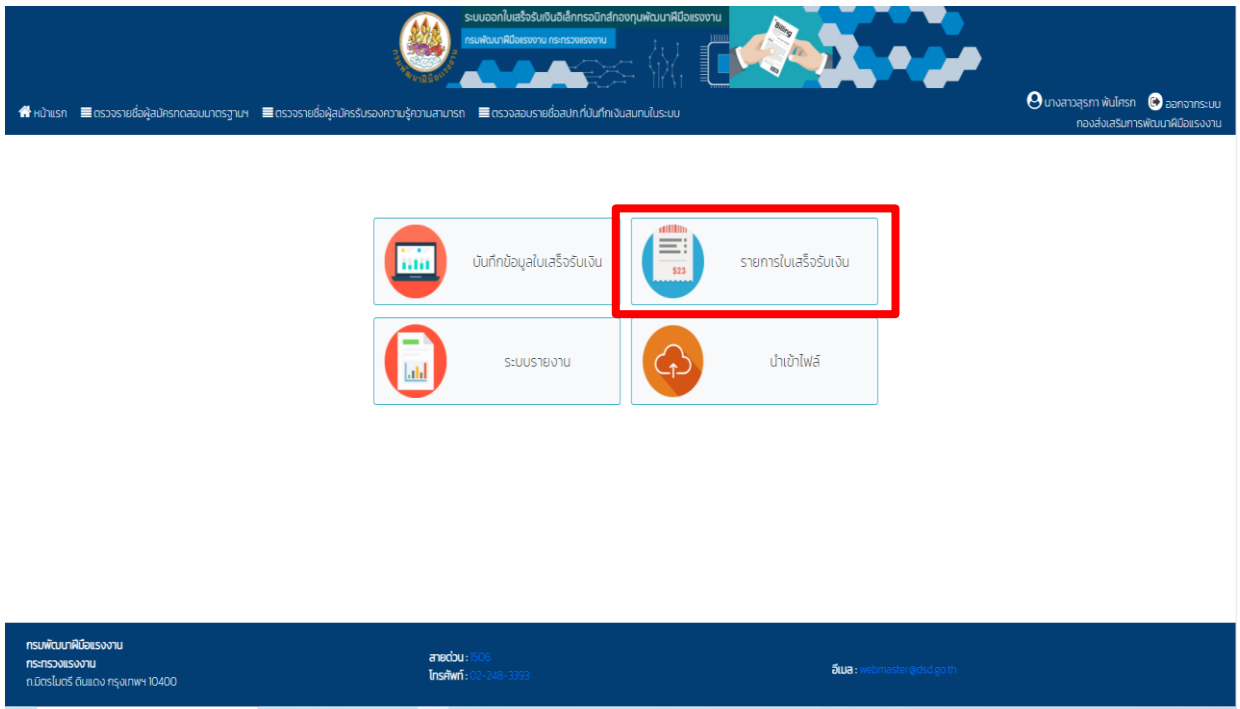 ระบบออกใบเสร็จรับเงินอิเล็กทรอนิกส์กองทุนพัฒนาฝีมือแรงงาน
กรมพัฒนาฝีมือแรงงาน กระทรวงแรงงาน
Billing
หน้าแรก ตรวจรายชื่อผู้สมัครทดสอบมาตรฐานฯ ตรวจรายชื่อผู้สมัครรับรองความรู้ความสามารถ ตรวจสอบรายชื่อสปก.ที่บันทึกเงินสมทบในระบบ
นางสาวสุรภา พันโครก ออกจากระบบ
กองส่งเสริมการพัฒนาฝีมือแรงงาน
บันทึกข้อมูลใบเสร็จรับเงิน
$23
รายการใบเสร็จรับเงิน
ระบบรายงาน
นำเข้าไฟล์
กรมพัฒนาฝีมือแรงงาน
กระทรวงแรงงาน
ถ.มิตรไมตรี ดินแดง กรุงเทพฯ 10400
สายด่วน : 1506
โทรศัพท์ : 02-248-3393
อีเมล : webmaster@dsd.go.th